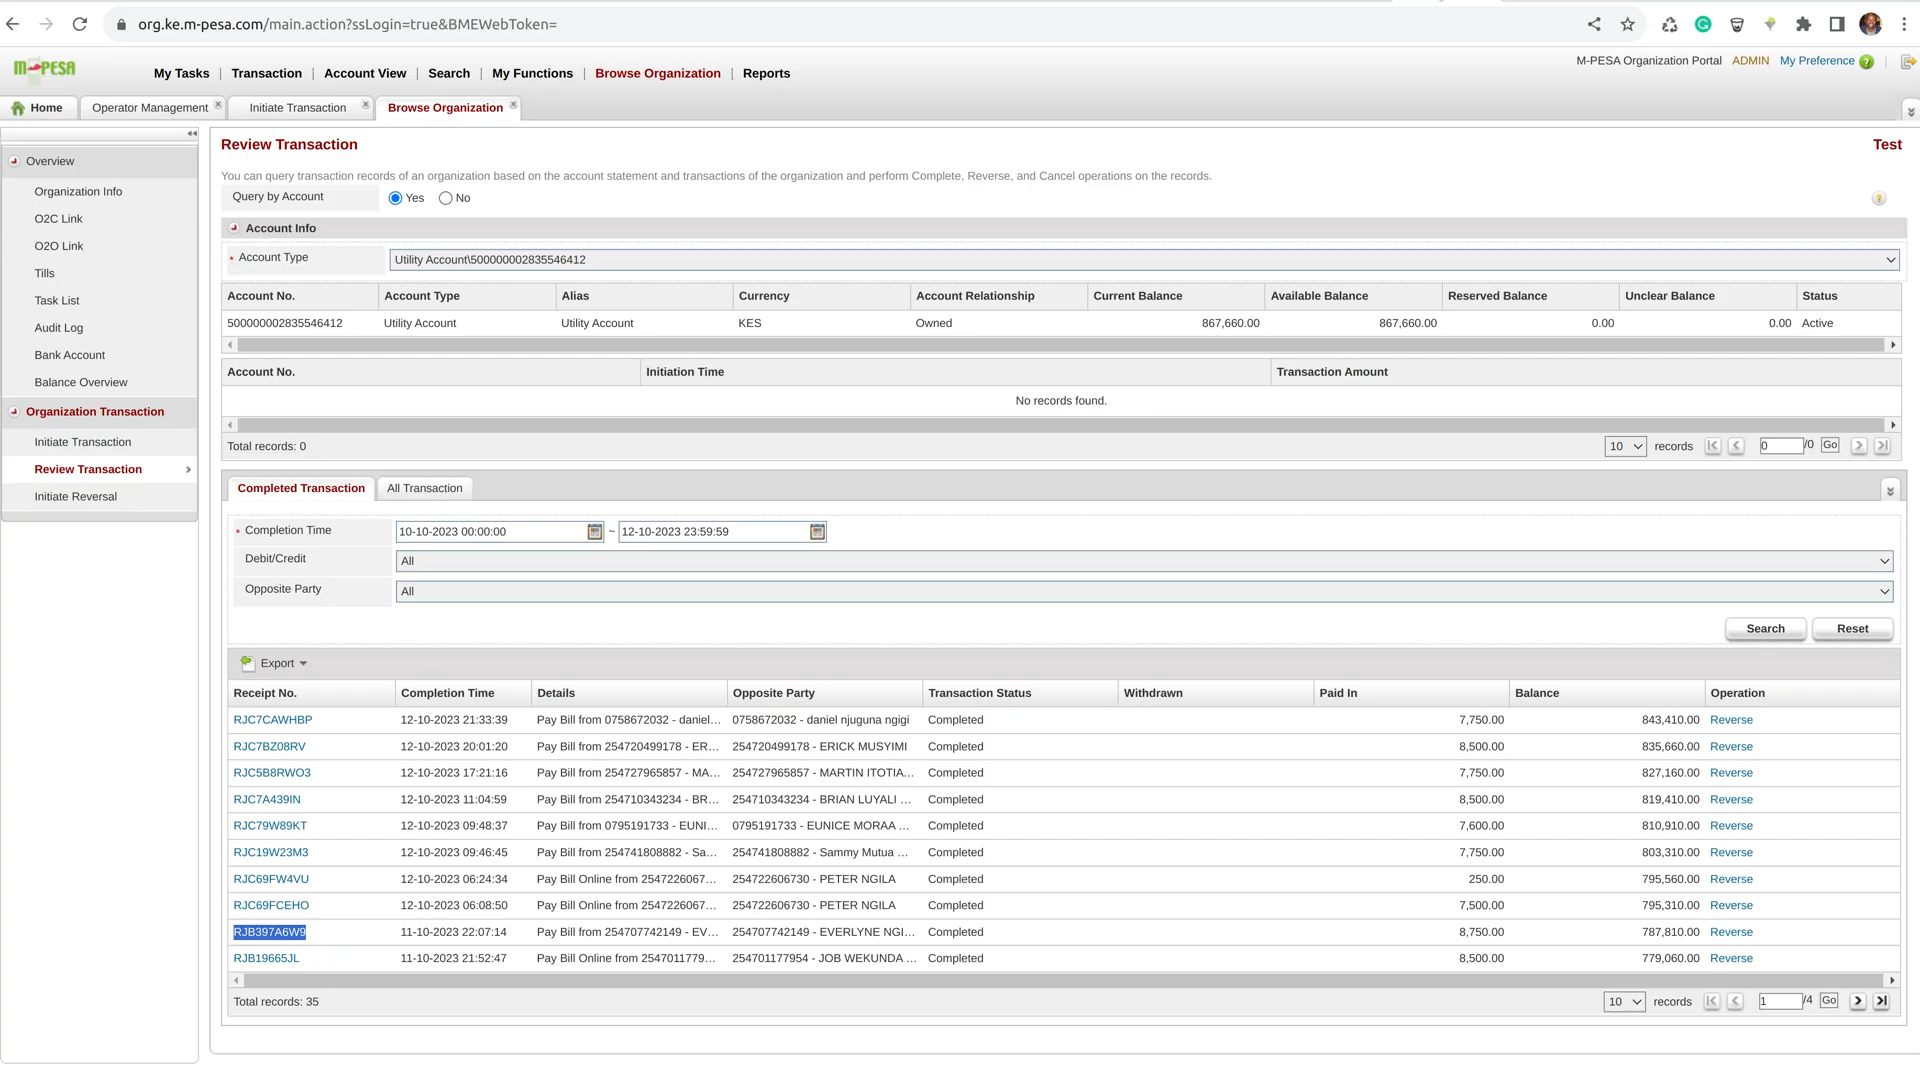 org.ke.m-pesa.com/main.action?ssLogin=true&BMEWebToken=
M-PESA
My Tasks | Transaction | Account View | Search | My Functions | Browse Organization | Reports
M-PESA Organization Portal ADMIN My Preference
Home Operator Management Initiate Transaction Browse Organization
Overview
Organization Info
O2C Link
O2O Link
Tills
Task List
Audit Log
Bank Account
Balance Overview
Organization Transaction
Initiate Transaction
Review Transaction
Initiate Reversal
Review Transaction Test
You can query transaction records of an organization based on the account statement and transactions of the organization and perform Complete, Reverse, and Cancel operations on the records.
Query by Account Yes No
Account Info
* Account Type Utility Account\500000002835546412
Account No. Account Type Alias Currency Account Relationship Current Balance Available Balance Reserved Balance Unclear Balance Status
500000002835546412 Utility Account Utility Account KES Owned 867,660.00 867,660.00 0.00 0.00 Active
Account No. Initiation Time Transaction Amount
No records found.
Total records: 0 10 records 0 /0 Go
Completed Transaction All Transaction
* Completion Time 10-10-2023 00:00:00 ~ 12-10-2023 23:59:59
Debit/Credit All
Opposite Party All
Search Reset
Export
Receipt No. Completion Time Details Opposite Party Transaction Status Withdrawn Paid In Balance Operation
RJC7CAWHBP 12-10-2023 21:33:39 Pay Bill from 0758672032 - daniel... 0758672032 - daniel njuguna ngigi Completed 7,750.00 843,410.00 Reverse
RJC7BZ08RV 12-10-2023 20:01:20 Pay Bill from 254720499178 - ER... 254720499178 - ERICK MUSYIMI Completed 8,500.00 835,660.00 Reverse
RJC5B8RWO3 12-10-2023 17:21:16 Pay Bill from 254727965857 - MA... 254727965857 - MARTIN ITOTIA... Completed 7,750.00 827,160.00 Reverse
RJC7A439IN 12-10-2023 11:04:59 Pay Bill from 254710343234 - BR... 254710343234 - BRIAN LUYALI ... Completed 8,500.00 819,410.00 Reverse
RJC79W89KT 12-10-2023 09:48:37 Pay Bill from 0795191733 - EUNI... 0795191733 - EUNICE MORAA ... Completed 7,600.00 810,910.00 Reverse
RJC19W23M3 12-10-2023 09:46:45 Pay Bill from 254741808882 - Sa... 254741808882 - Sammy Mutua ... Completed 7,750.00 803,310.00 Reverse
RJC69FW4VU 12-10-2023 06:24:34 Pay Bill Online from 2547226067... 254722606730 - PETER NGILA Completed 250.00 795,560.00 Reverse
RJC69FCEHO 12-10-2023 06:08:50 Pay Bill Online from 2547226067... 254722606730 - PETER NGILA Completed 7,500.00 795,310.00 Reverse
RJB397A6W9 11-10-2023 22:07:14 Pay Bill from 254707742149 - EV... 254707742149 - EVERLYNE NGI... Completed 8,750.00 787,810.00 Reverse
RJB19665JL 11-10-2023 21:52:47 Pay Bill Online from 2547011779... 254701177954 - JOB WEKUNDA ... Completed 8,500.00 779,060.00 Reverse
Total records: 35 10 records 1 /4 Go